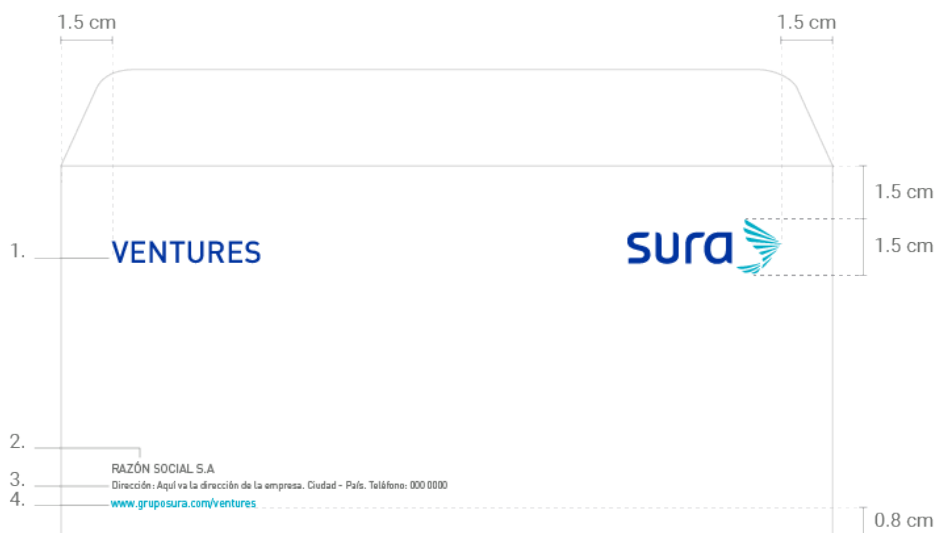 1.5 cm 1.5 cm
1.5 cm
1. VENTURES sura 1.5 cm
2.
RAZÓN SOCIAL S.A
3. Dirección: Aquí va la dirección de la empresa. Ciudad - País. Teléfono: 000 0000
4. www.gruposura.com/ventures
0.8 cm